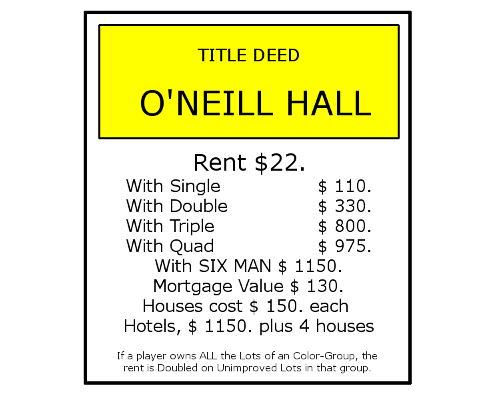 TITLE DEED
O'NEILL HALL
Rent $22.
With Single $ 110.
With Double $ 330.
With Triple $ 800.
With Quad $ 975.
With SIX MAN $ 1150.
Mortgage Value $ 130.
Houses cost $ 150. each
Hotels, $ 1150. plus 4 houses
If a player owns ALL the Lots of an Color-Group, the
rent is Doubled on Unimproved Lots in that group.